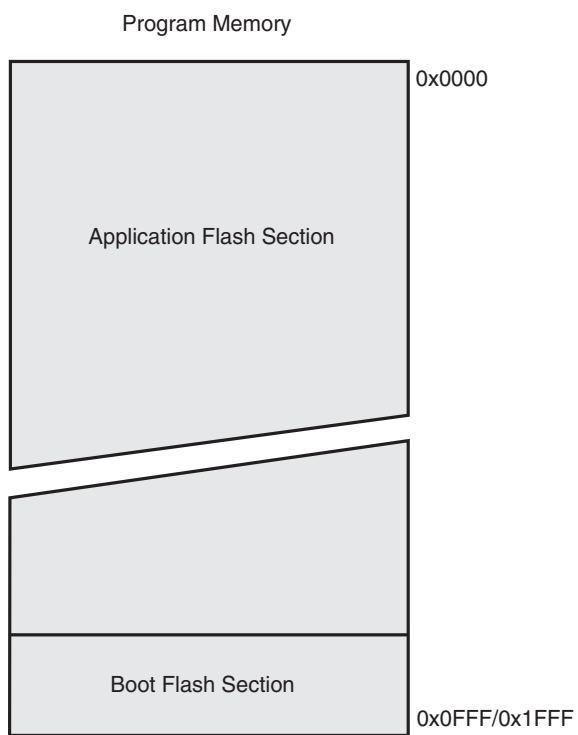 Program Memory
0x0000
Application Flash Section
Boot Flash Section
0x0FFF/0x1FFF